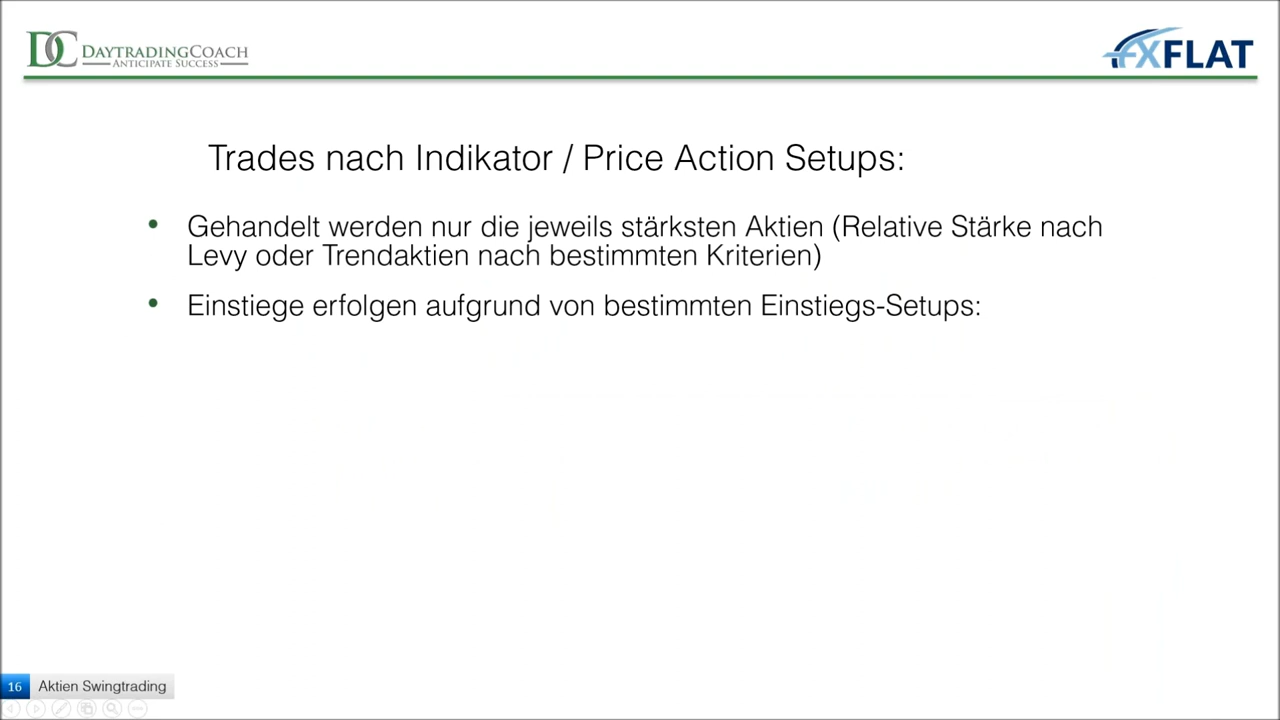 DC DAYTRADINGCOACH
ANTICIPATE SUCCESS
FXFLAT
Trades nach Indikator / Price Action Setups:
• Gehandelt werden nur die jeweils stärksten Aktien (Relative Stärke nach
Levy oder Trendaktien nach bestimmten Kriterien)
• Einstiege erfolgen aufgrund von bestimmten Einstiegs-Setups:
16 Aktien Swingtrading